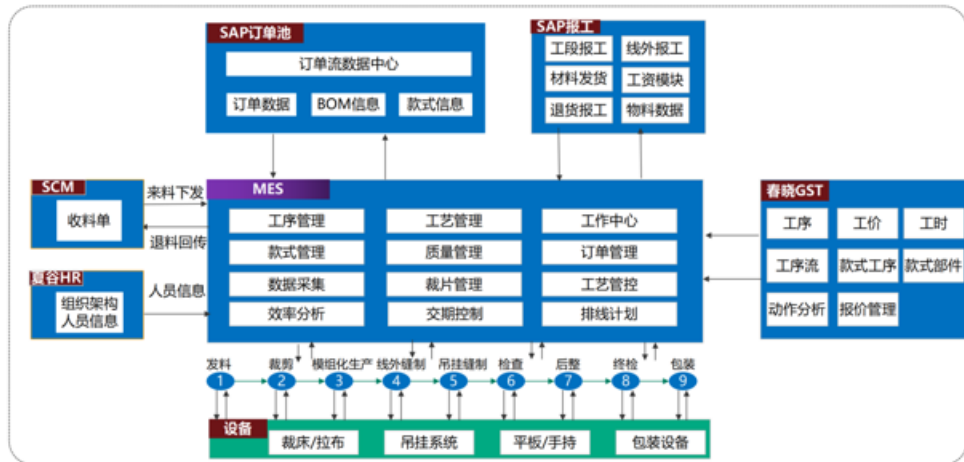 SAP订单池
订单流数据中心
订单数据 BOM信息 款式信息
SAP报工
工段报工 线外报工
材料发货 工资模块
退货报工 物料数据
SCM
收料单
来料下发
退料回传
夏谷HR
组织架构
人员信息
人员信息
MES
工序管理 工艺管理 工作中心
款式管理 质量管理 订单管理
数据采集 裁片管理 工艺管控
效率分析 交期控制 排线计划
春晓GST
工序 工价 工时
工序流 款式工序 款式部件
动作分析 报价管理
发料 裁剪 模组化生产 线外缝制 吊挂缝制 检查 后整 终检 包装
1 2 3 4 5 6 7 8 9
设备
裁床/拉布 吊挂系统 平板/手持 包装设备